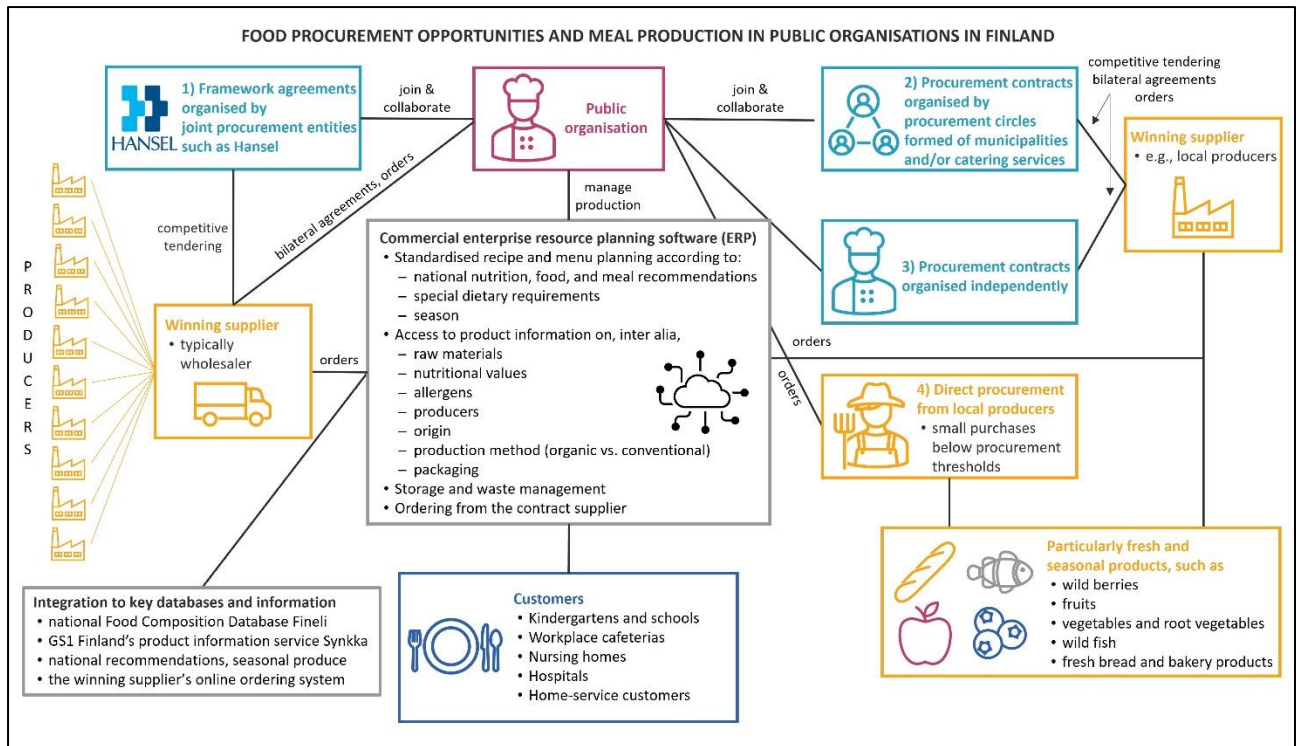 FOOD PROCUREMENT OPPORTUNITIES AND MEAL PRODUCTION IN PUBLIC ORGANISATIONS IN FINLAND
HANSEL
1) Framework agreements
organised by
joint procurement entities
such as Hansel
join &
collaborate
Public
organisation
join &
collaborate
2) Procurement contracts
organised by
procurement circles
formed of municipalities
and/or catering services
competitive tendering
bilateral agreements
orders
Winning supplier
• e.g., local producers
PRODUCERS
competitive
tendering
bilateral agreements, orders
manage
production
Winning supplier
• typically
wholesaler
orders
Commercial enterprise resource planning software (ERP)
• Standardised recipe and menu planning according to:
– national nutrition, food, and meal recommendations
– special dietary requirements
– season
• Access to product information on, inter alia,
– raw materials
– nutritional values
– allergens
– producers
– origin
– production method (organic vs. conventional)
– packaging
• Storage and waste management
• Ordering from the contract supplier
3) Procurement contracts
organised independently
orders
orders
4) Direct procurement
from local producers
• small purchases
below procurement
thresholds
Integration to key databases and information
• national Food Composition Database Fineli
• GS1 Finland's product information service Synkka
• national recommendations, seasonal produce
• the winning supplier's online ordering system
Customers
• Kindergartens and schools
• Workplace cafeterias
• Nursing homes
• Hospitals
• Home-service customers
Particularly fresh and
seasonal products, such as
• wild berries
• fruits
• vegetables and root vegetables
• wild fish
• fresh bread and bakery products